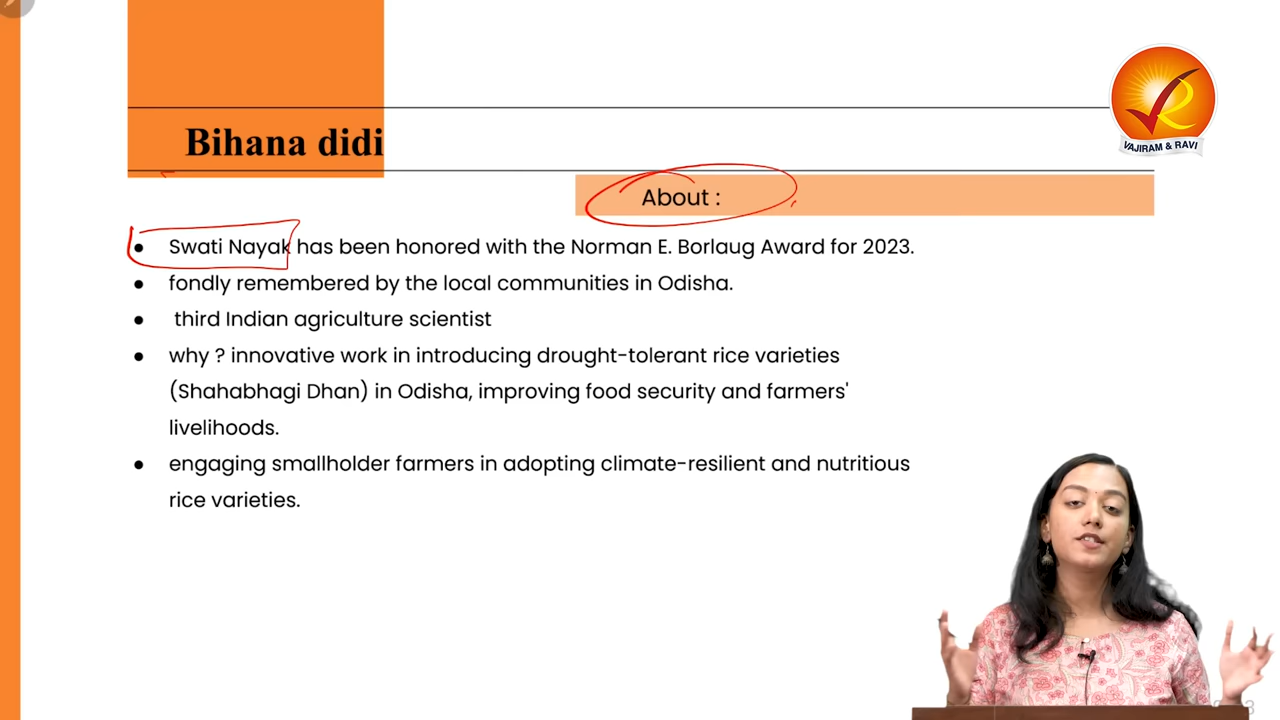 Bihana didi
VAJIRAM & RAVI
About :
● Swati Nayak has been honored with the Norman E. Borlaug Award for 2023.
● fondly remembered by the local communities in Odisha.
● third Indian agriculture scientist
● why ? innovative work in introducing drought-tolerant rice varieties
(Shahabhagi Dhan) in Odisha, improving food security and farmers'
livelihoods.
● engaging smallholder farmers in adopting climate-resilient and nutritious
rice varieties.